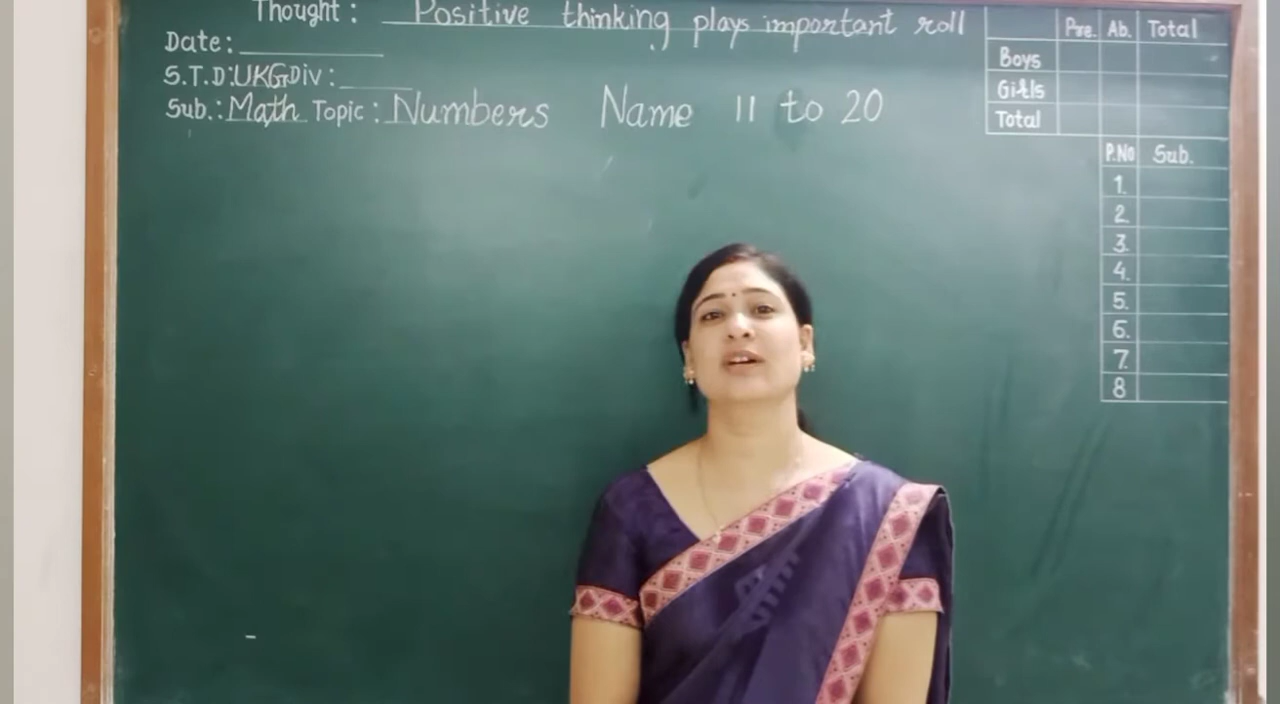 Thought : Positive thinking plays important roll
Date:
S.T.D:UKG Div:
Sub.: Math Topic : Numbers Name 11 to 20
Pre. Ab. Total
Boys
Girls
Total
P.No Sub.
1.
2.
3.
4.
5.
6.
7.
8